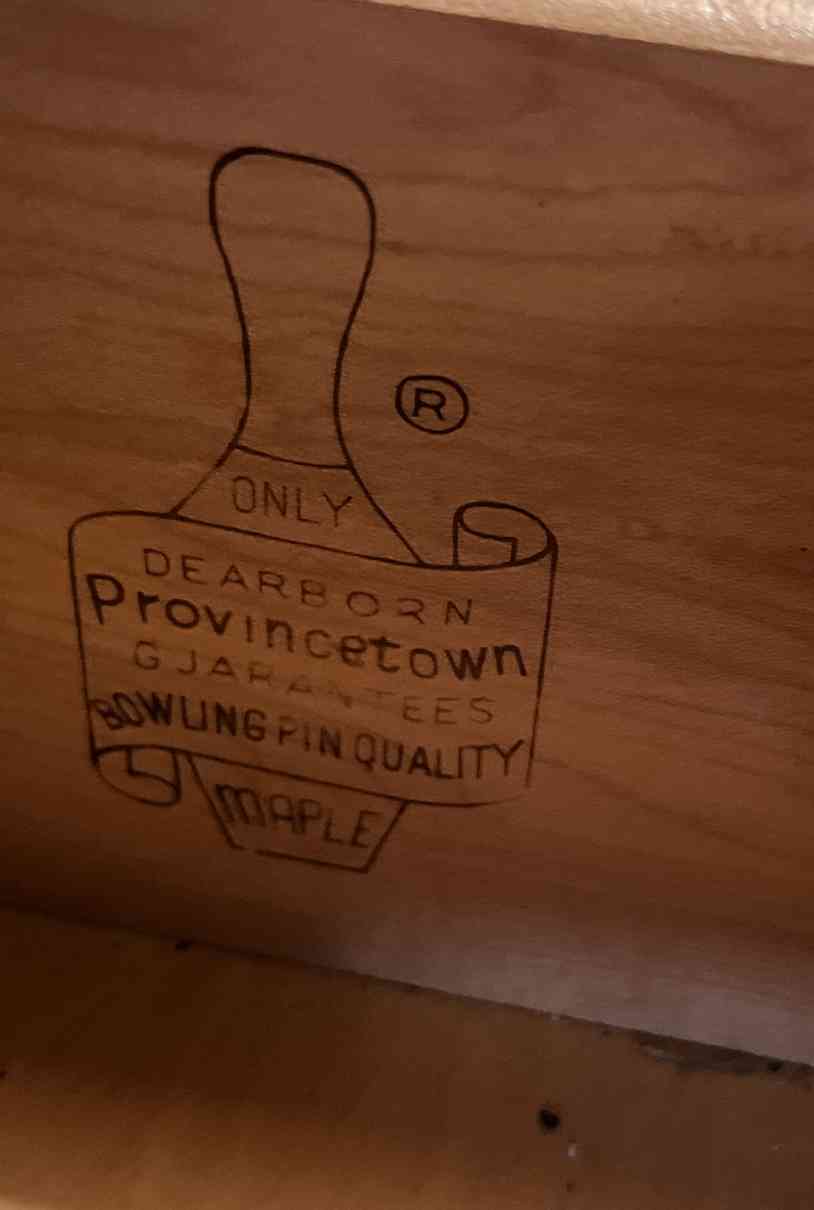 ®
ONLY
DEARBORN
Provincetown
GUARANTEES
BOWLING PIN QUALITY
MAPLE